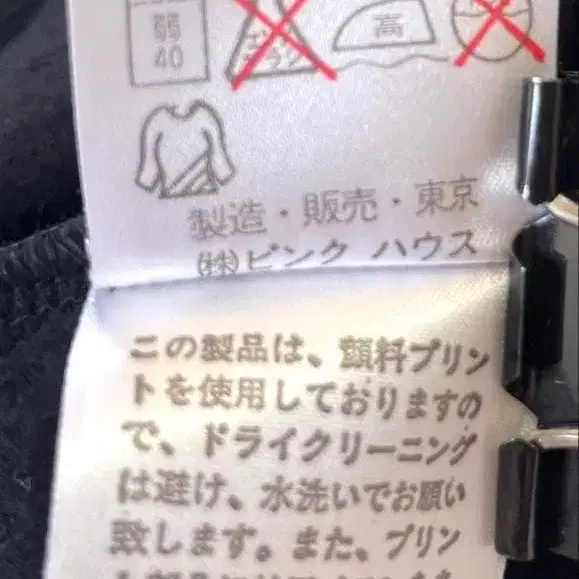 弱
40
高
製造・販売・東京
㈱ピンク ハウス
この製品は、顔料プリン
トを使用しておりますの
で、ドライクリーニング
は避け、水洗いでお願い
致します。また、プリン